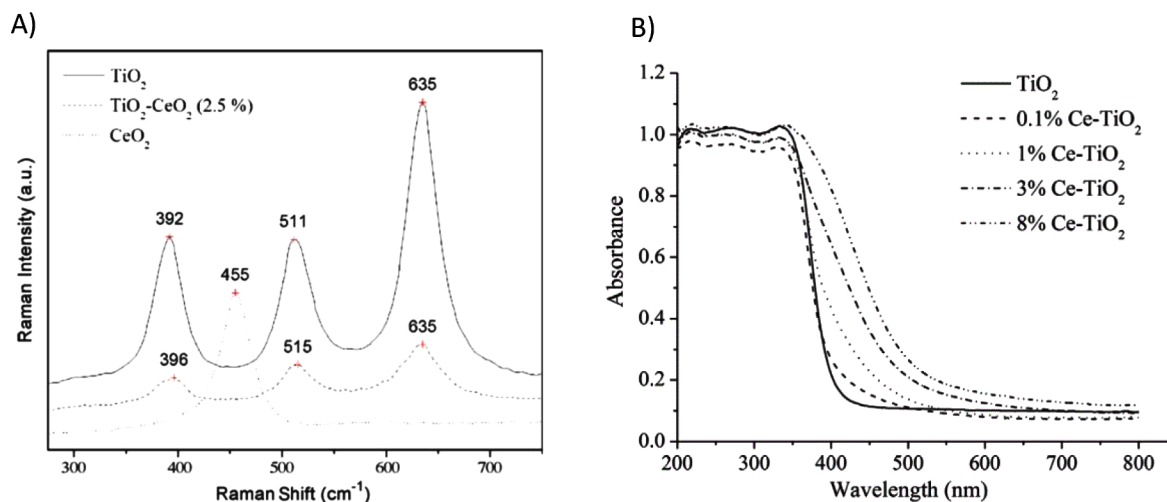 A)
TiO₂
TiO₂-CeO₂ (2.5 %)
CeO₂
635
392
511
455
396
515
635
Raman Intensity (a.u.)
300 400 500 600 700
Raman Shift (cm⁻¹)
B)
TiO₂
0.1% Ce-TiO₂
1% Ce-TiO₂
3% Ce-TiO₂
8% Ce-TiO₂
1.2
1.0
0.8
0.6
0.4
0.2
0.0
Absorbance
200 300 400 500 600 700 800
Wavelength (nm)